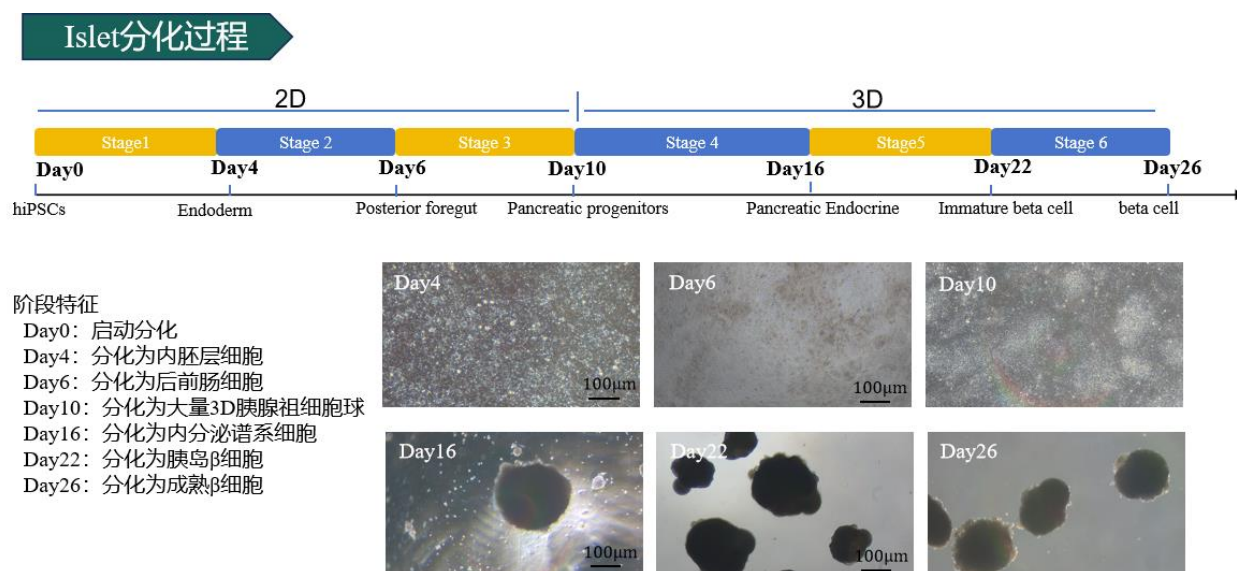 Islet分化过程
2D
3D
Stage1
Stage 2
Stage 3
Stage 4
Stage5
Stage 6
Day0
Day4
Day6
Day10
Day16
Day22
Day26
hiPSCs
Endoderm
Posterior foregut
Pancreatic progenitors
Pancreatic Endocrine
Immature beta cell
beta cell
阶段特征
Day0：启动分化
Day4：分化为内胚层细胞
Day6：分化为后前肠细胞
Day10：分化为大量3D胰腺祖细胞球
Day16：分化为内分泌谱系细胞
Day22：分化为胰岛β细胞
Day26：分化为成熟β细胞
Day4
100μm
Day6
100μm
Day10
Day16
100μm
Day22
100μm
Day26